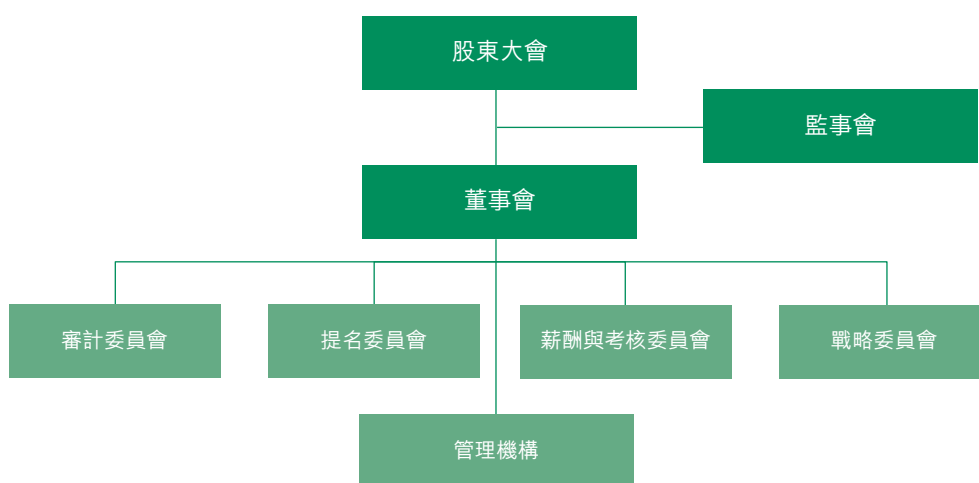 股東大會
監事會
董事會
審計委員會
提名委員會
薪酬與考核委員會
戰略委員會
管理機構